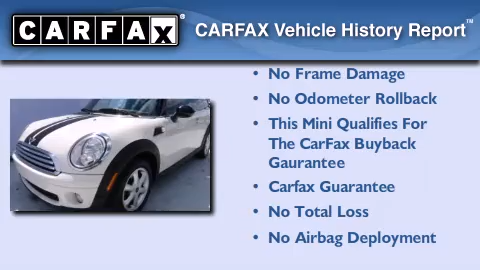 CARFAX® CARFAX Vehicle History Report™
• No Frame Damage
• No Odometer Rollback
• This Mini Qualifies For
The CarFax Buyback
Gaurantee
• Carfax Guarantee
• No Total Loss
• No Airbag Deployment